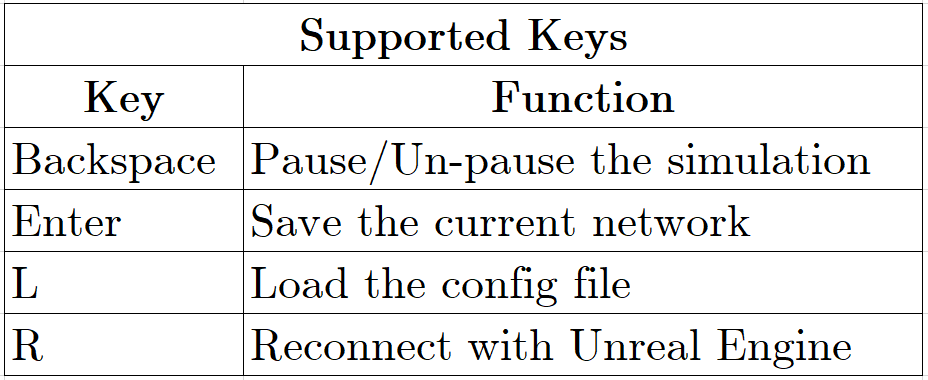 Supported Keys
Key Function
Backspace Pause/Un-pause the simulation
Enter Save the current network
L Load the config file
R Reconnect with Unreal Engine